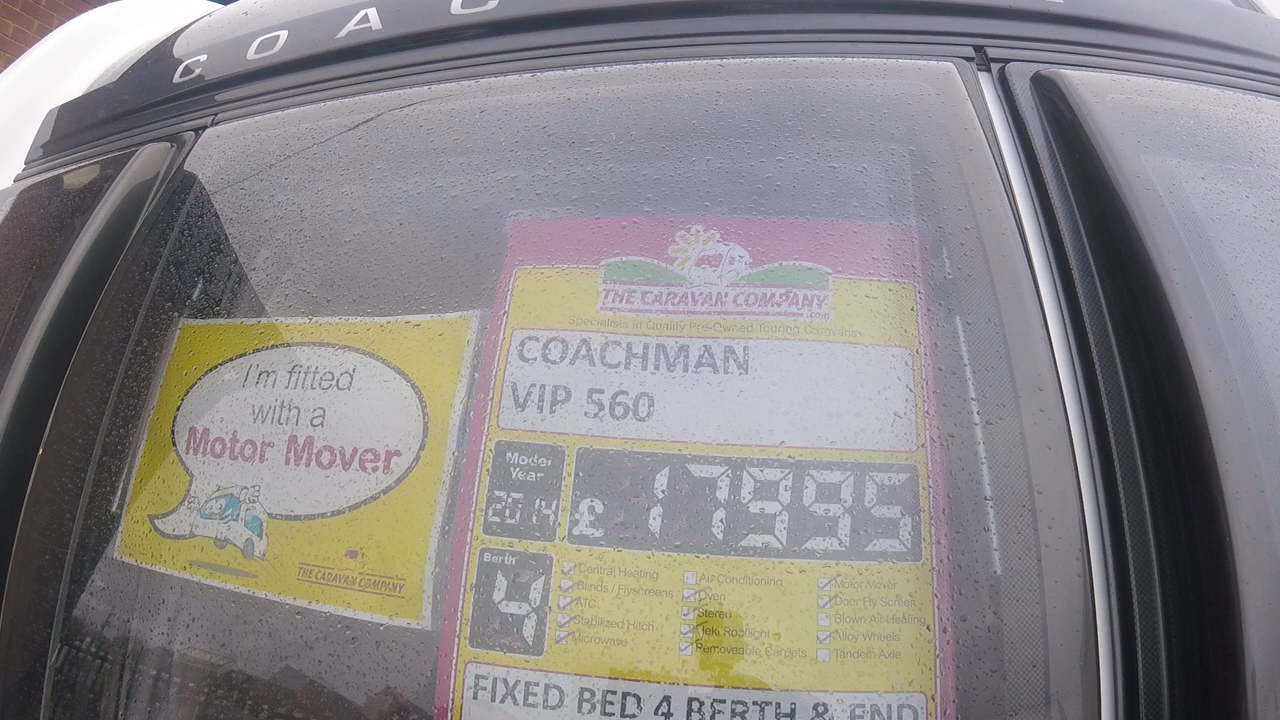 COAC
THE CARAVAN COMPANY
.com
Specialists in Quality Pre-Owned Touring Caravans
COACHMAN
VIP 560
I'm fitted
with a
Motor Mover
THE CARAVAN COMPANY
Model
Year
2014
£17995
Berth
4
Central Heating
Blinds / Flyscreens
ATC
Stabilized Hitch
Microwave
Air Conditioning
Oven
Stereo
Heki Rooflight
Removeable Carpets
Motor Mover
Door Fly Screen
Blown Air Heating
Alloy Wheels
Tandem Axle
FIXED BED 4 BERTH & END